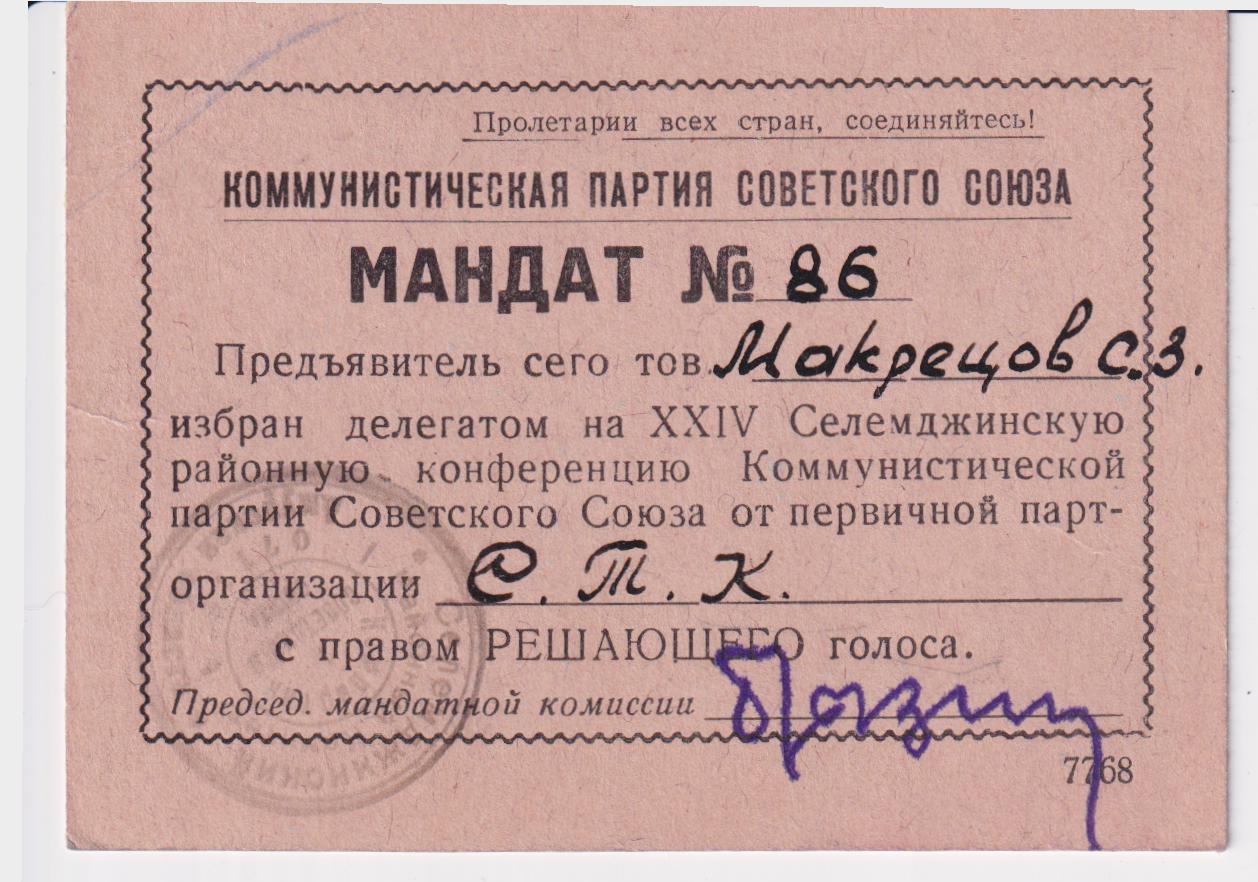 Пролетарии всех стран, соединяйтесь!
КОММУНИСТИЧЕСКАЯ ПАРТИЯ СОВЕТСКОГО СОЮЗА
МАНДАТ № 86
Предъявитель сего тов. Макрецов С.З.
избран делегатом на XXIV Селемджинскую
районную конференцию Коммунистической
партии Советского Союза от первичной парт-
организации С. Т. К.
с правом РЕШАЮЩЕГО голоса.
Председ. мандатной комиссии
7768